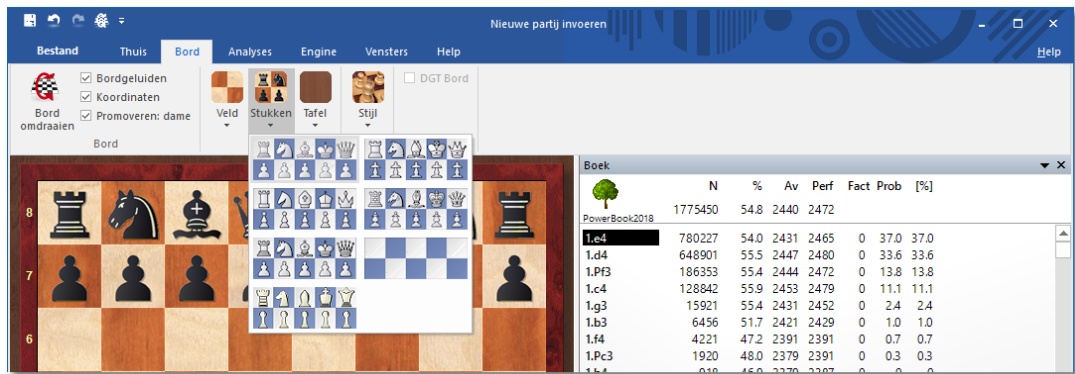 Nieuwe partij invoeren
Bestand Thuis Bord Analyses Engine Vensters Help Help
Bordgeluiden
Koordinaten
Promoveren: dame
Bord omdraaien
Veld Stukken Tafel Stijl
DGT Bord
Bord
8
7
6
Boek
N % Av Perf Fact Prob [%]
PowerBook2018 1775450 54.8 2440 2472
1.e4 780227 54.0 2431 2465 0 37.0 37.0
1.d4 648901 55.5 2447 2480 0 33.6 33.6
1.Pf3 186353 55.4 2444 2472 0 13.8 13.8
1.c4 128842 55.9 2453 2479 0 11.1 11.1
1.g3 15921 55.4 2431 2452 0 2.4 2.4
1.b3 6456 51.7 2421 2429 0 1.0 1.0
1.f4 4221 47.2 2391 2391 0 0.7 0.7
1.Pc3 1920 48.0 2379 2391 0 0.3 0.3